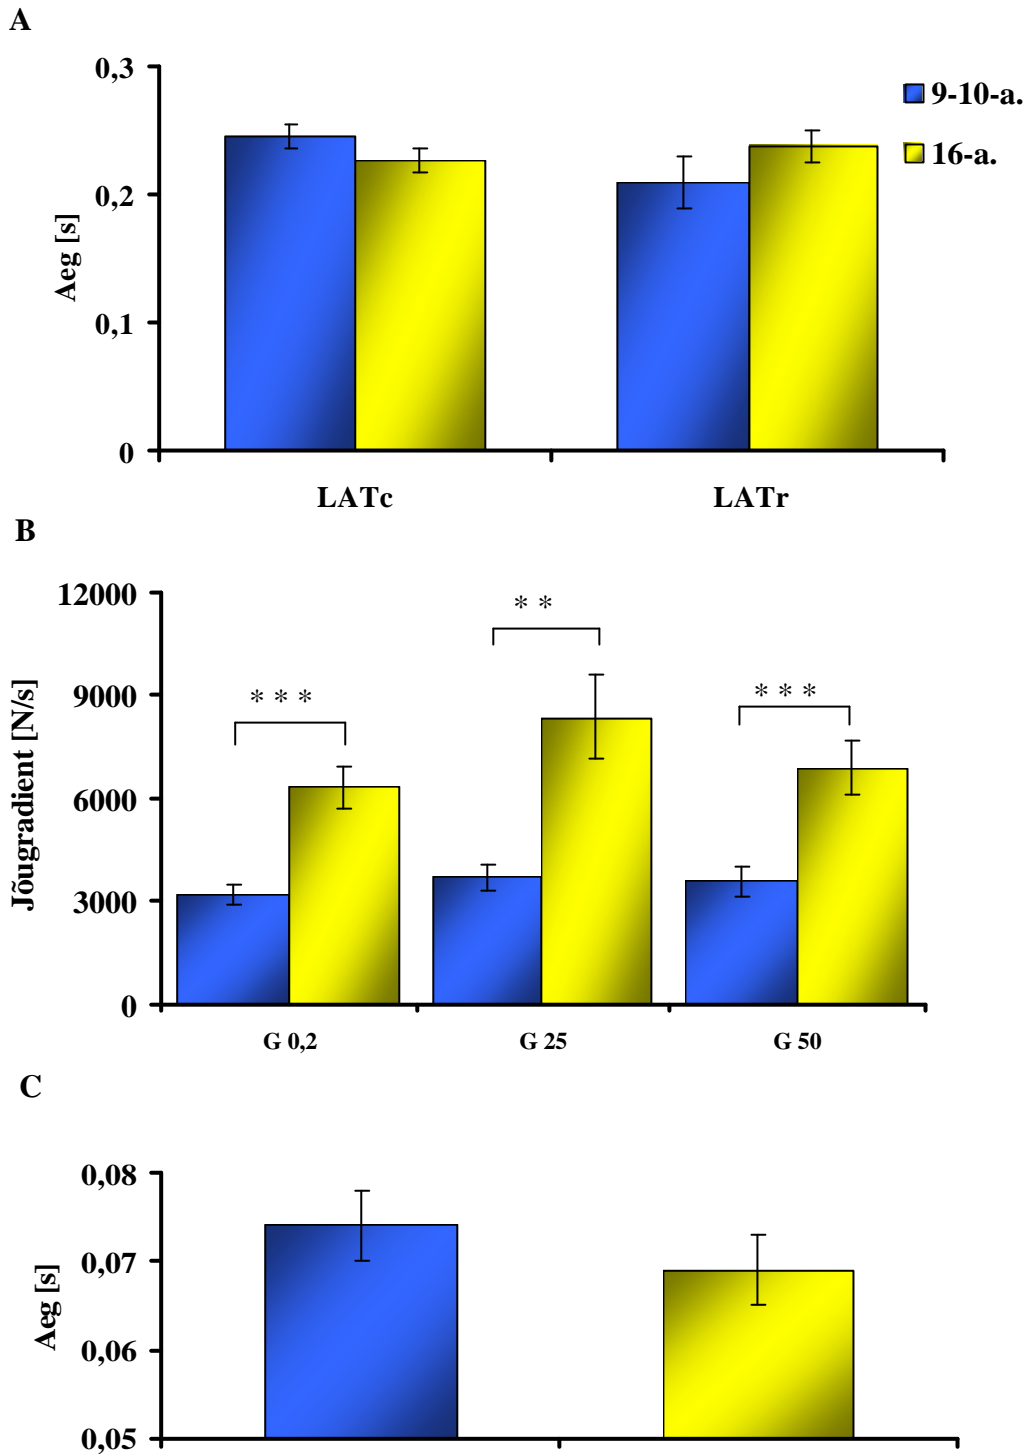 A
0,3
9-10-a.
16-a.
0,2
Aeg [s]
0,1
0
LATc LATr
B
12000
* *
9000
* * *
* * *
Jõugradient [N/s]
6000
3000
0
G 0,2 G 25 G 50
C
0,08
0,07
Aeg [s]
0,06
0,05